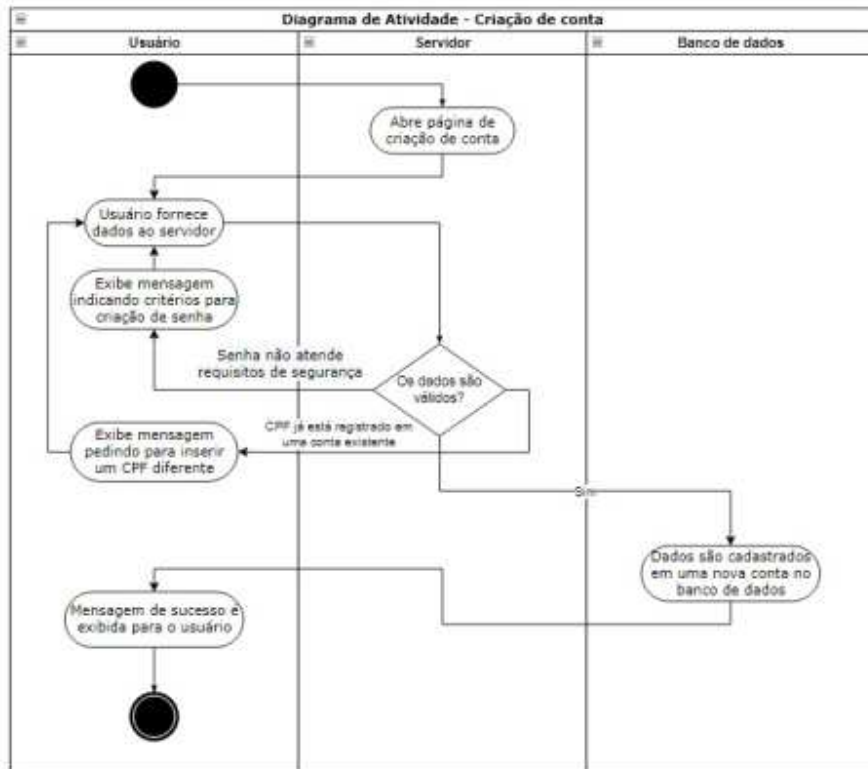 Diagrama de Atividade - Criação de conta
Usuário
Servidor
Banco de dados
Abre página de
criação de conta
Usuário fornece
dados ao servidor
Exibe mensagem
indicando critérios para
criação de senha
Senha não atende
requisitos de segurança
Os dados são
válidos?
CPF já está registrado em
uma conta existente
Exibe mensagem
pedindo para inserir
um CPF diferente
Sim
Dados são cadastrados
em uma nova conta no
banco de dados
Mensagem de sucesso é
exibida para o usuário